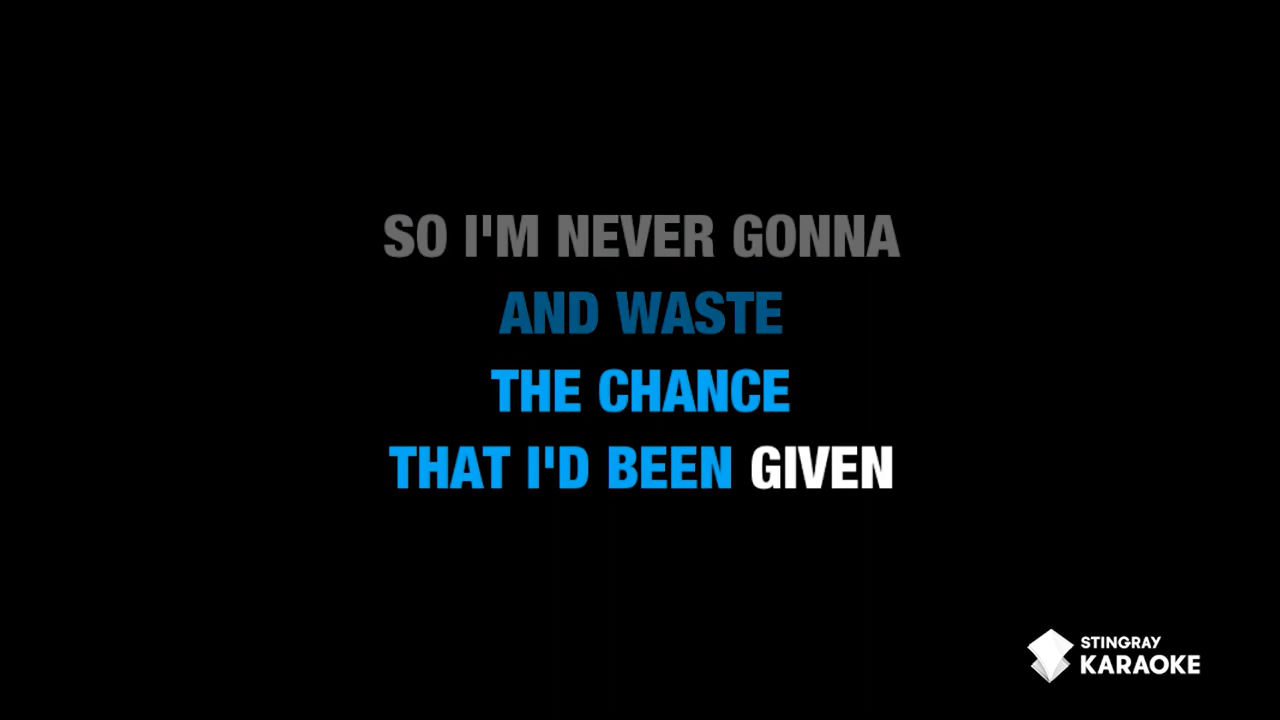 SO I'M NEVER GONNA
AND WASTE
THE CHANCE
THAT I'D BEEN GIVEN
STINGRAY
KARAOKE